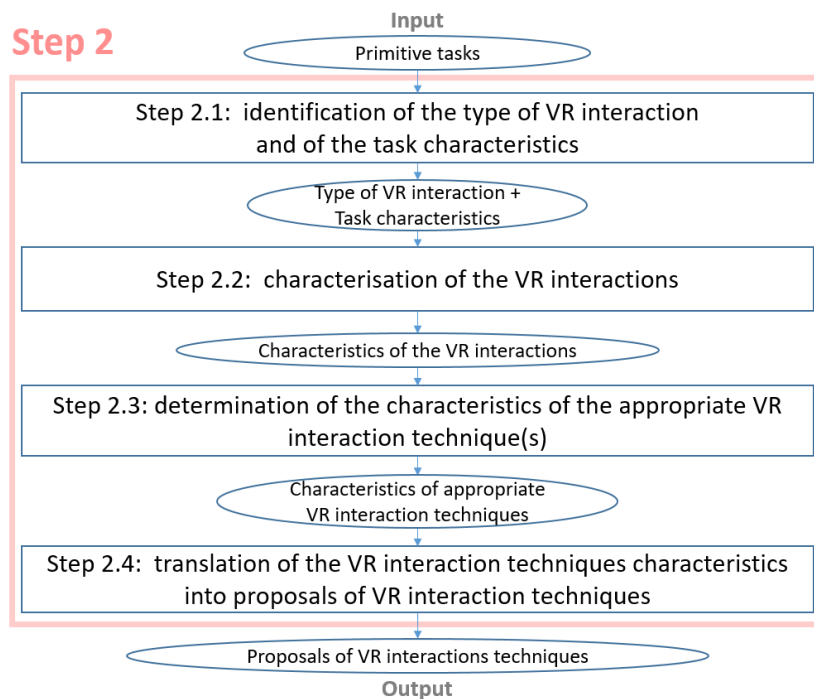 Input
Step 2
Primitive tasks
Step 2.1: identification of the type of VR interaction
and of the task characteristics
Type of VR interaction +
Task characteristics
Step 2.2: characterisation of the VR interactions
Characteristics of the VR interactions
Step 2.3: determination of the characteristics of the appropriate VR
interaction technique(s)
Characteristics of appropriate
VR interaction techniques
Step 2.4: translation of the VR interaction techniques characteristics
into proposals of VR interaction techniques
Proposals of VR interactions techniques
Output